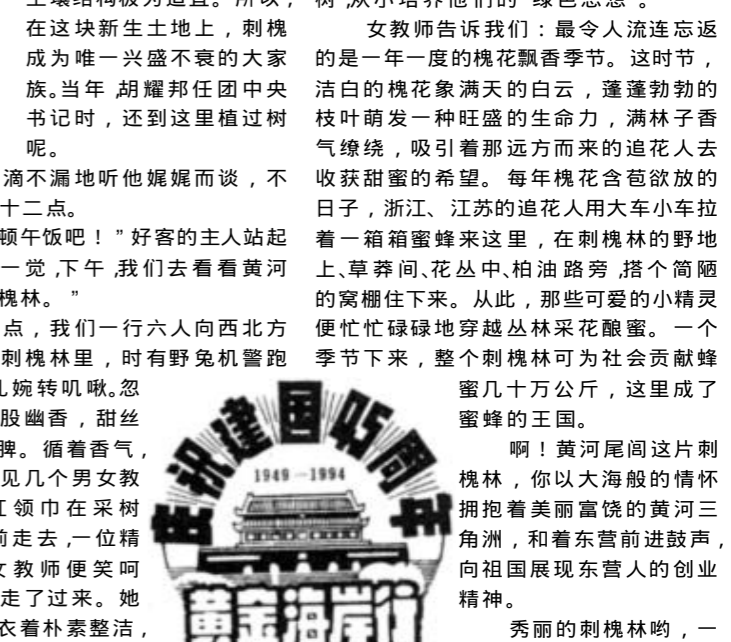 土壤结构极为适宜。所以,
在这块新生土地上,刺槐
成为唯一兴盛不衰的大家
族。当年,胡耀邦任团中央
书记时,还到这里植过树
呢。
滴不漏地听他娓娓而谈,不
十二点。
顿午饭吧!”好客的主人站起
一觉,下午,我们去看看黄河
槐林。”
点,我们一行六人向西北方
刺槐林里,时有野兔机警跑
儿婉转叽啾。忽
股幽香,甜丝
脾。循着香气,
见几个男女教
红领巾在采树
前走去,一位精
女教师便笑呵
走了过来。她
衣着朴素整洁,
树,从小培养他们的“绿色思想”。
女教师告诉我们:最令人流连忘返
的是一年一度的槐花飘香季节。这时节,
洁白的槐花象满天的白云,蓬蓬勃勃的
枝叶萌发一种旺盛的生命力,满林子香
气缭绕,吸引着那远方而来的追花人去
收获甜蜜的希望。每年槐花含苞欲放的
日子,浙江、江苏的追花人用大车小车拉
着一箱箱蜜蜂来这里,在刺槐林的野地
上、草莽间、花丛中、柏油路旁,搭个简陋
的窝棚住下来。从此,那些可爱的小精灵
便忙忙碌碌地穿越丛林采花酿蜜。一个
季节下来,整个刺槐林可为社会贡献蜂
蜜几十万公斤,这里成了
蜜蜂的王国。
啊!黄河尾闾这片刺
槐林,你以大海般的情怀
拥抱着美丽富饶的黄河三
角洲,和着东营前进鼓声,
向祖国展现东营人的创业
精神。
秀丽的刺槐林哟,一
庆祝建国45周年
1949—1994
黄金海岸行